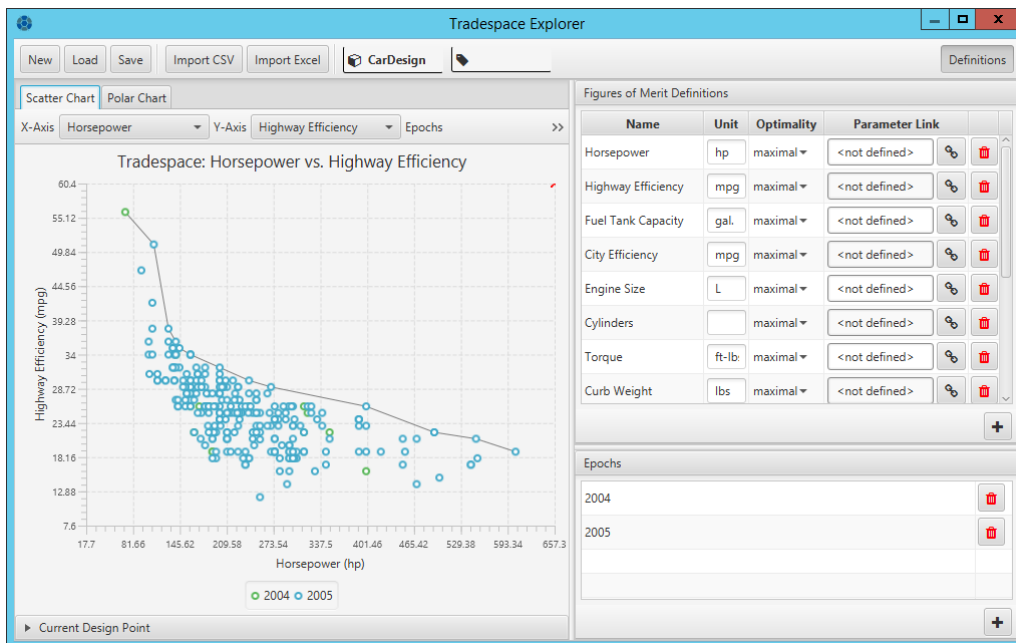 Tradespace Explorer
New Load Save Import CSV Import Excel CarDesign Definitions
Scatter Chart Polar Chart
X-Axis Horsepower Y-Axis Highway Efficiency Epochs >>
Tradespace: Horsepower vs. Highway Efficiency
60.4
55.12
49.84
44.56
39.28
34
28.72
23.44
18.16
12.88
7.6
Highway Efficiency (mpg)
17.7 81.66 145.62 209.58 273.54 337.5 401.46 465.42 529.38 593.34 657.3
Horsepower (hp)
2004 2005
Current Design Point
Figures of Merit Definitions
Name Unit Optimality Parameter Link
Horsepower hp maximal <not defined>
Highway Efficiency mpg maximal <not defined>
Fuel Tank Capacity gal. maximal <not defined>
City Efficiency mpg maximal <not defined>
Engine Size L maximal <not defined>
Cylinders maximal <not defined>
Torque ft-lb maximal <not defined>
Curb Weight lbs maximal <not defined>
+
Epochs
2004
2005
+